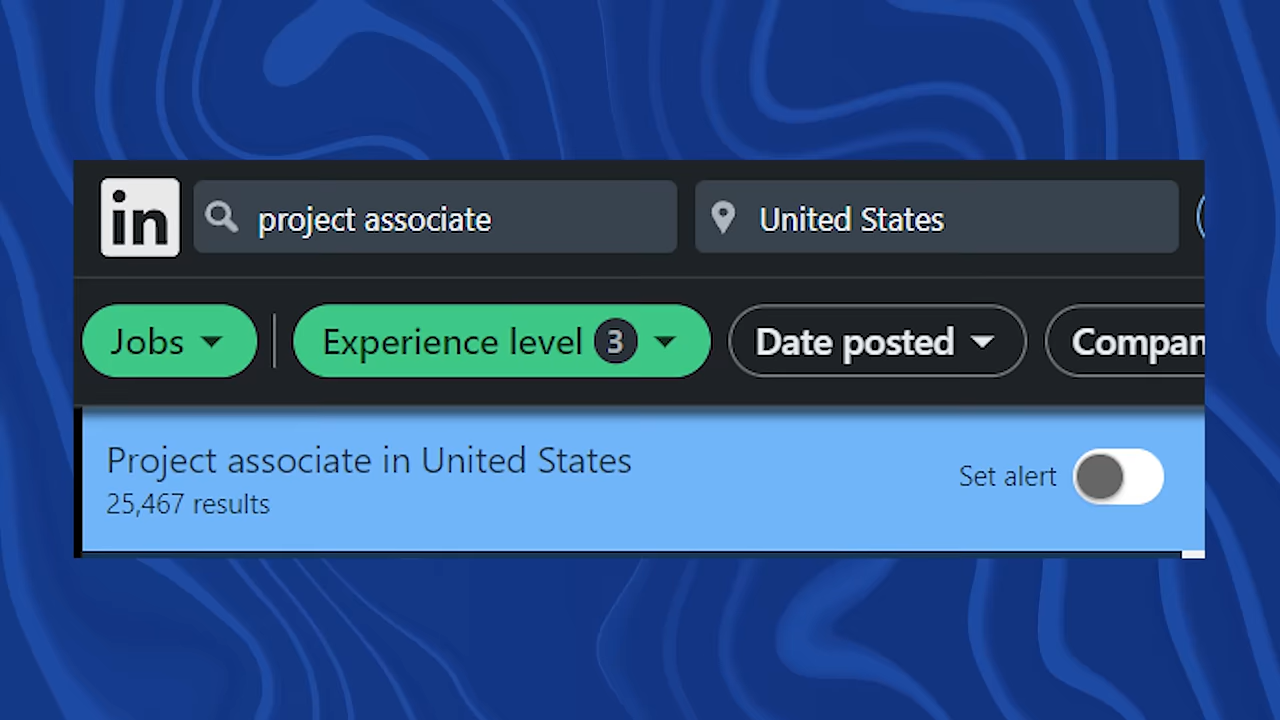 in project associate United States
Jobs Experience level 3 Date posted Compan
Project associate in United States
25,467 results
Set alert